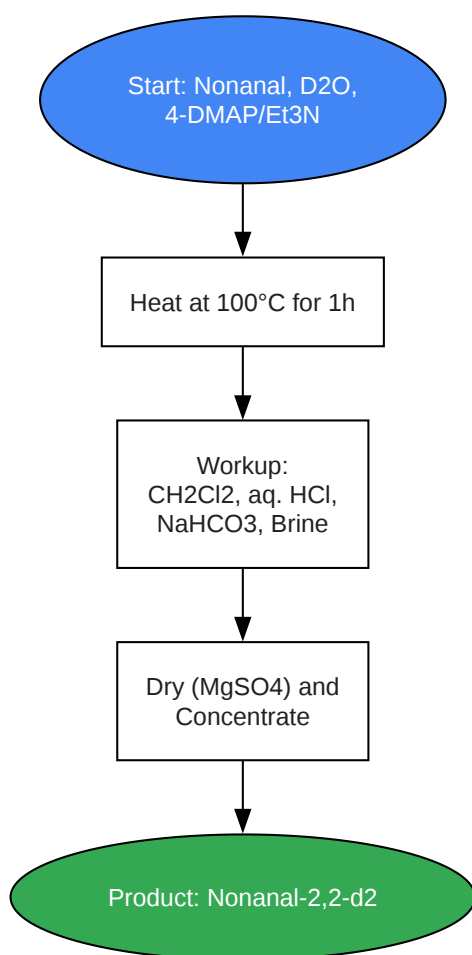 Start: Nonanal, D2O,
4-DMAP/Et3N
Heat at 100°C for 1h
Workup:
CH2Cl2, aq. HCl,
NaHCO3, Brine
Dry (MgSO4) and
Concentrate
Product: Nonanal-2,2-d2